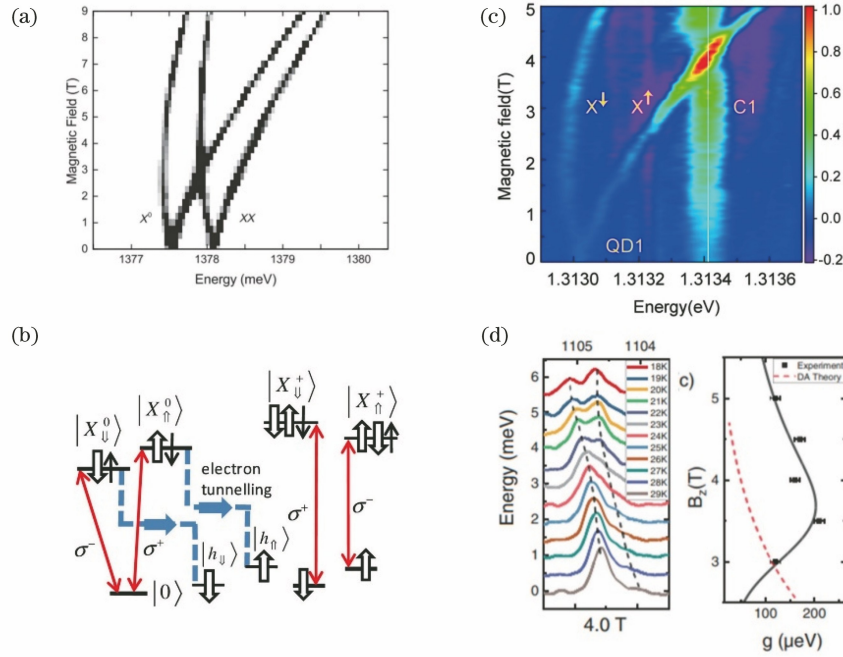 (a)
9
8
7
6
5
4
3
2
1
0
Magnetic Field (T)
X⁰
XX
1377
1378
1379
1380
Energy (meV)
(c)
5
4
3
2
1
0
Magnetic field(T)
X↓
X↑
C1
QD1
1.3130
1.3132
1.3134
1.3136
Energy(eV)
1.0
0.8
0.6
0.4
0.2
0.0
-0.2
(b)
|X⁰⇓⟩
|X⁰⇑⟩
|X⁺⇓⟩
|X⁺⇑⟩
electron
tunnelling
σ⁻
σ⁺
|h⇓⟩
|h⇑⟩
|0⟩
σ⁺
σ⁻
(d)
1105
1104
6
5
4
3
2
1
0
Energy (meV)
18K
19K
20K
21K
22K
23K
24K
25K
26K
27K
28K
29K
4.0 T
c)
Experiment
DA Theory
5
4
3
B_z(T)
100
200
g (μeV)